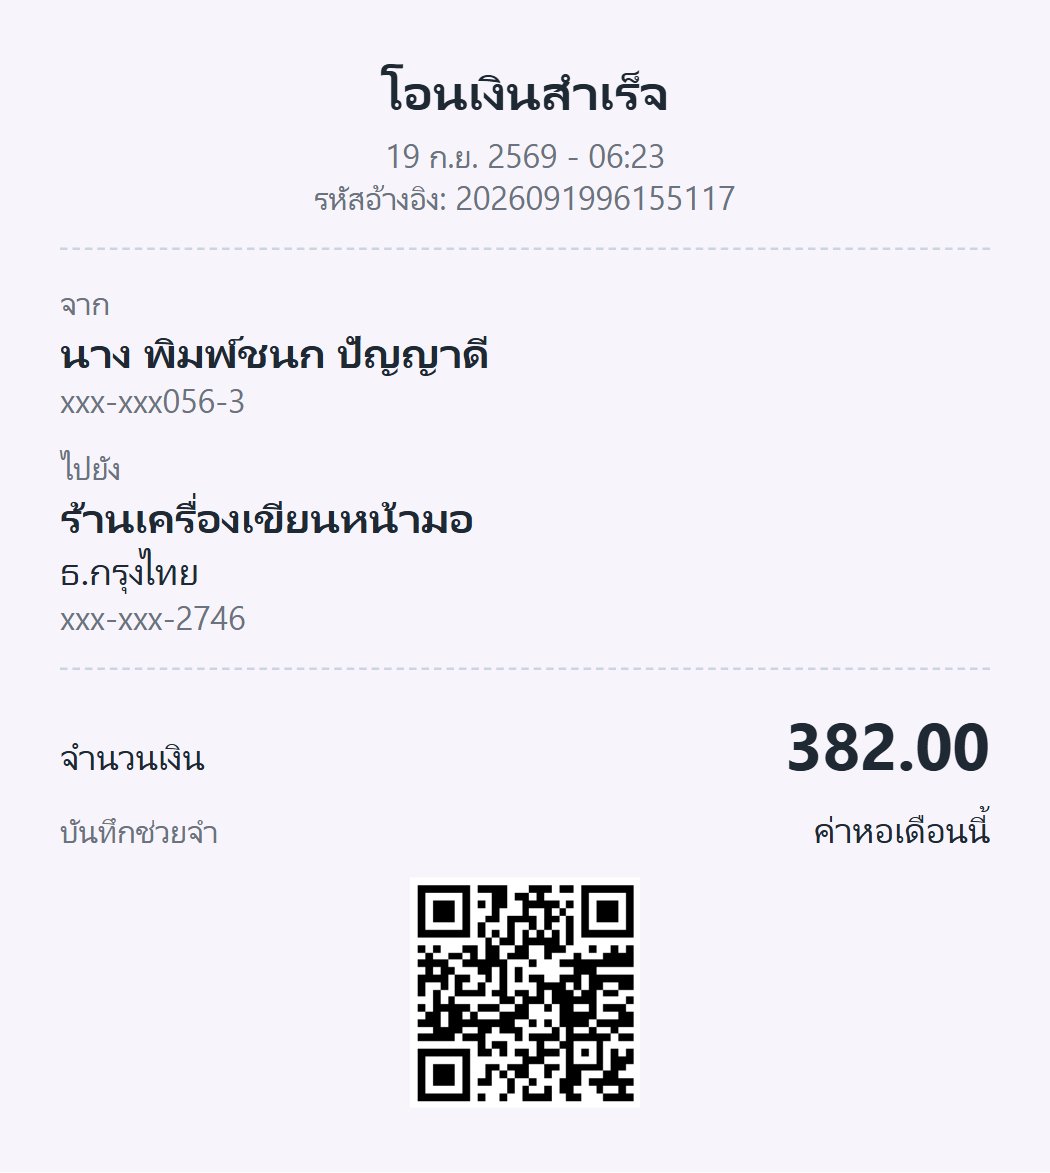 โอนเงินสำเร็จ
19 ก.ย. 2569 - 06:23
รหัสอ้างอิง: 2026091996155117
จาก
นาง พิมพ์ชนก ปัญญาดี
xxx-xxx056-3
ไปยัง
ร้านเครื่องเขียนหน้ามอ
ธ.กรุงไทย
xxx-xxx-2746
จำนวนเงิน 382.00
บันทึกช่วยจำ ค่าหอเดือนนี้